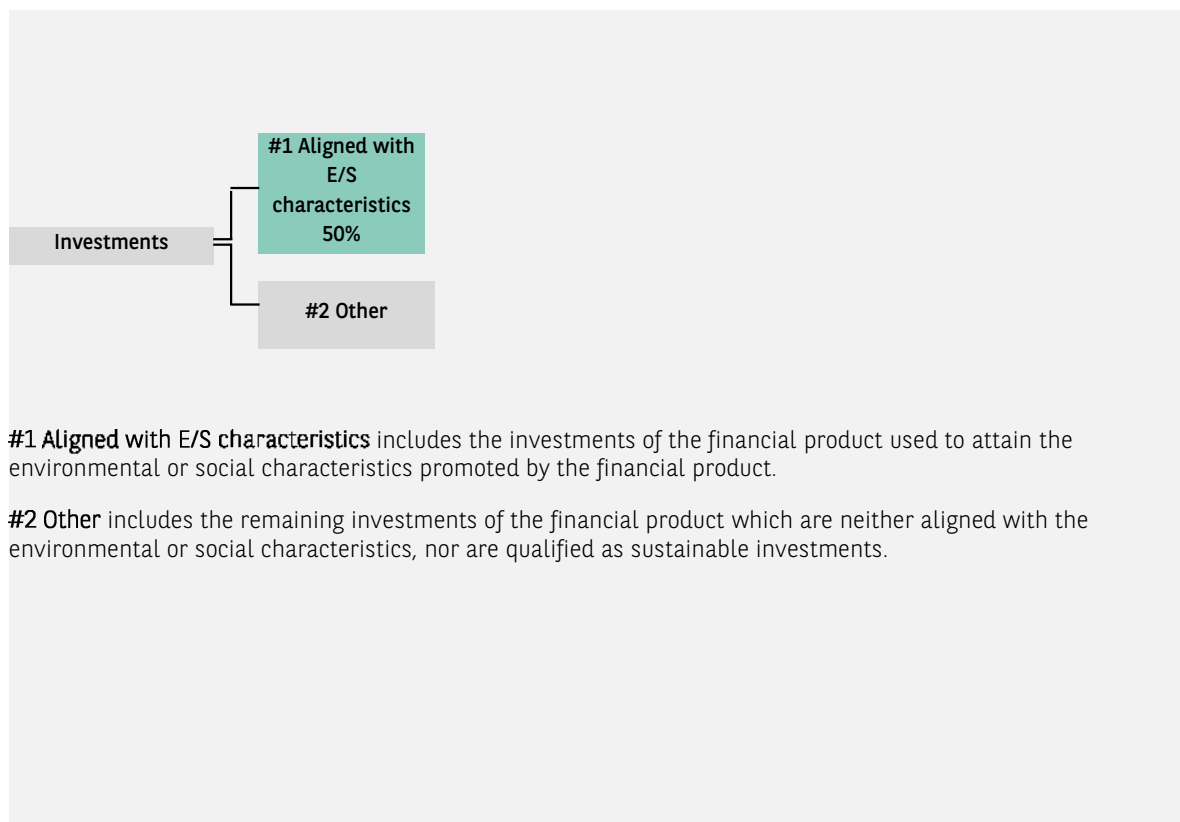 #1 Aligned with
E/S
characteristics
50%
Investments
#2 Other
#1 Aligned with E/S characteristics includes the investments of the financial product used to attain the
environmental or social characteristics promoted by the financial product.
#2 Other includes the remaining investments of the financial product which are neither aligned with the
environmental or social characteristics, nor are qualified as sustainable investments.